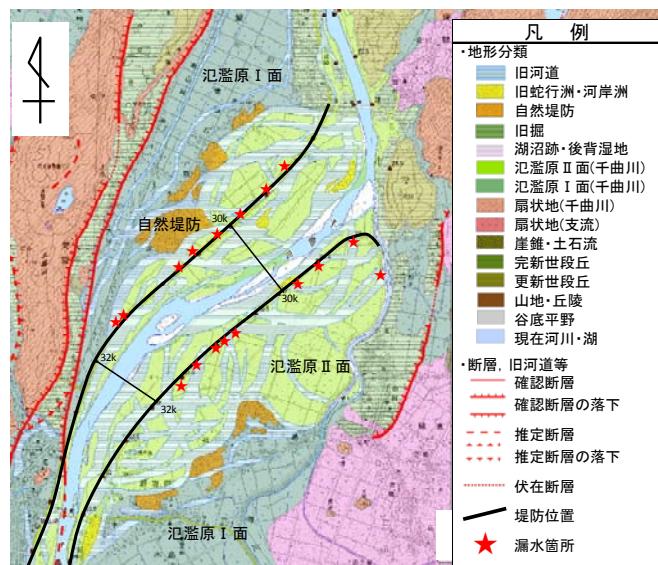 氾濫原Ⅰ面
自然堤防
30k
30k
32k
氾濫原Ⅱ面
32k
氾濫原Ⅰ面
凡 例
・地形分類
旧河道
旧蛇行洲・河岸洲
自然堤防
旧堀
湖沼跡・後背湿地
氾濫原Ⅱ面(千曲川)
氾濫原Ⅰ面(千曲川)
扇状地(千曲川)
扇状地(支流)
崖錐・土石流
完新世段丘
更新世段丘
山地・丘陵
谷底平野
現在河川・湖
・断層，旧河道等
確認断層
確認断層の落下
推定断層
推定断層の落下
伏在断層
堤防位置
漏水箇所